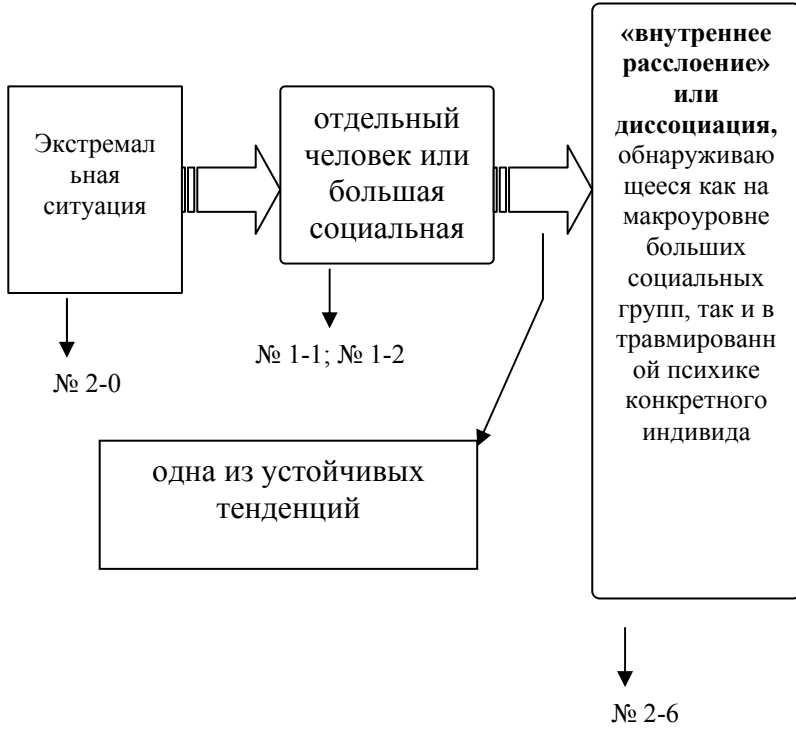 Экстремал
ьная
ситуация
№ 2-0
отдельный
человек или
большая
социальная
№ 1-1; № 1-2
одна из устойчивых
тенденций
«внутреннее
расслоение»
или
диссоциация,
обнаруживаю
щееся как на
макроуровне
больших
социальных
групп, так и в
травмированн
ой психике
конкретного
индивида
№ 2-6